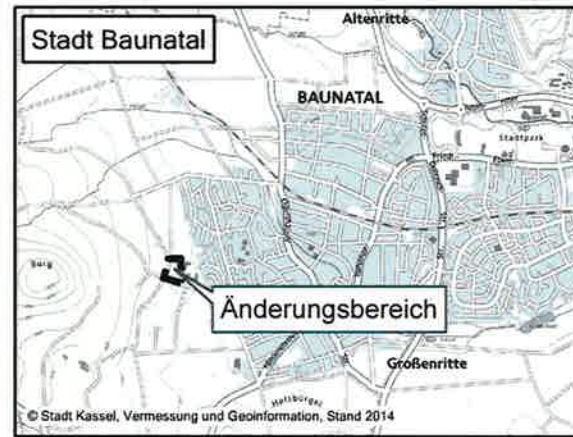 Stadt Baunatal
Altenritte
BAUNATAL
Stadtpark
Burg
Änderungsbereich
Großenritte
© Stadt Kassel, Vermessung und Geoinformation, Stand 2014